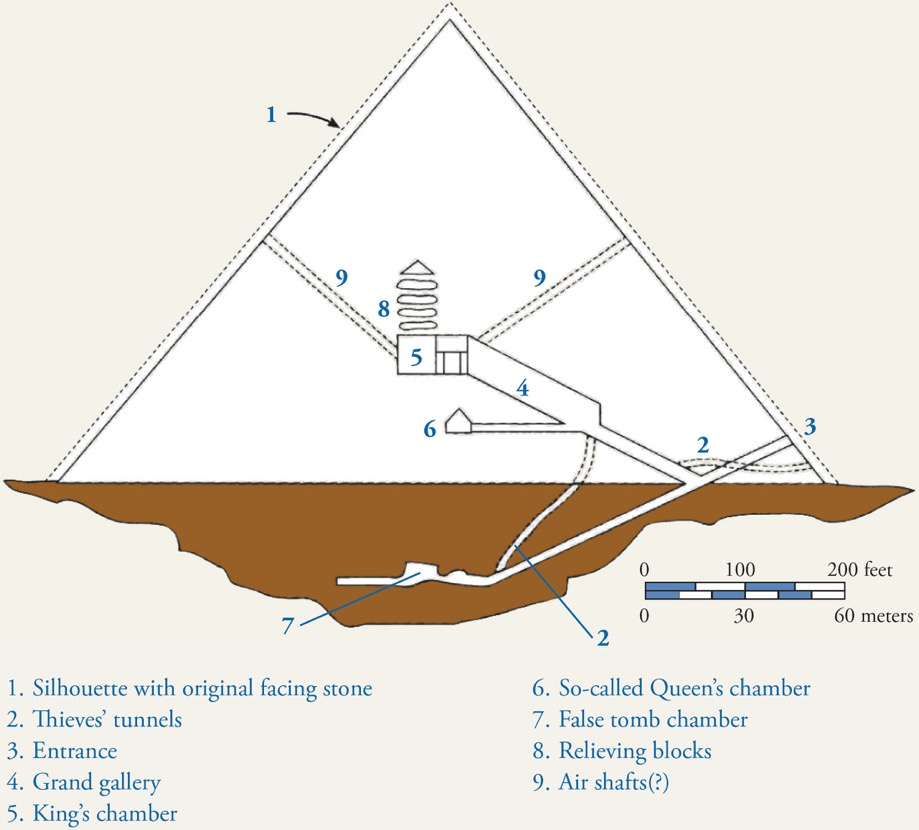 1
9
9
8
5
4
6
3
2
0 100 200 feet
0 30 60 meters
7
2
1. Silhouette with original facing stone
2. Thieves’ tunnels
3. Entrance
4. Grand gallery
5. King’s chamber
6. So-called Queen’s chamber
7. False tomb chamber
8. Relieving blocks
9. Air shafts(?)